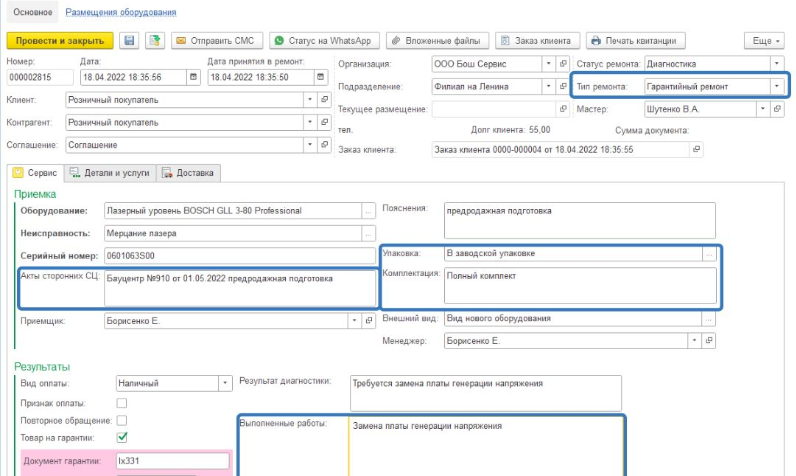 Основное Размещения оборудования
Провести и закрыть Отправить СМС Статус на WhatsApp Вложенные файлы Заказ клиента Печать квитанции Еще
Номер: Дата: Дата принятия в ремонт: Организация: ООО Бош Сервис Статус ремонта: Диагностика
000002815 18.04.2022 18:35:56 18.04.2022 18:35:50 Подразделение: Филиал на Ленина Тип ремонта: Гарантийный ремонт
Клиент: Розничный покупатель Текущее размещение: Мастер: Шутенко В.А.
Контрагент: Розничный покупатель тел. Долг клиента: 55,00 Сумма документа:
Соглашение: Соглашение Заказ клиента: Заказ клиента 0000-000004 от 18.04.2022 18:35:55
Сервис Детали и услуги Доставка
Приемка
Оборудование: Лазерный уровень BOSCH GLL 3-80 Professional Пояснения: предродажная подготовка
Неисправность: Мерцание лазера
Серийный номер: 0601063S00 Упаковка: В заводской упаковке
Акты сторонних СЦ: Бауцентр №910 от 01.05.2022 предродажная подготовка Комплектация: Полный комплект
Приемщик: Борисенко Е. Внешний вид: Вид нового оборудования
Менеджер: Борисенко Е.
Результаты
Вид оплаты: Наличный Результат диагностики: Требуется замена платы генерации напряжения
Признак оплаты:
Повторное обращение: Выполненные работы: Замена платы генерации напряжения
Товар на гарантии:
Документ гарантии: Ix331